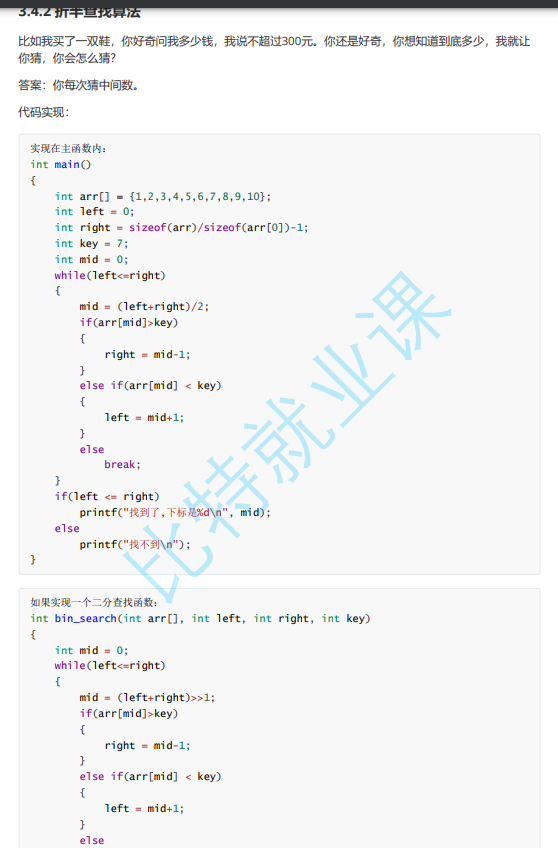 3.4.2 折半查找算法
比如我买了一双鞋，你好奇问我多少钱，我说不超过300元。你还是好奇，你想知道到底多少，我就让
你猜，你会怎么猜？
答案：你每次猜中间数。
代码实现：
实现在主函数内：
int main()
{
    int arr[] = {1,2,3,4,5,6,7,8,9,10};
    int left = 0;
    int right = sizeof(arr)/sizeof(arr[0])-1;
    int key = 7;
    int mid = 0;
    while(left<=right)
    {
        mid = (left+right)/2;
        if(arr[mid]>key)
        {
            right = mid-1;
        }
        else if(arr[mid] < key)
        {
            left = mid+1;
        }
        else
            break;
    }
    if(left <= right)
        printf("找到了,下标是%d\n", mid);
    else
        printf("找不到\n");
}
如果实现一个二分查找函数：
int bin_search(int arr[], int left, int right, int key)
{
    int mid = 0;
    while(left<=right)
    {
        mid = (left+right)>>1;
        if(arr[mid]>key)
        {
            right = mid-1;
        }
        else if(arr[mid] < key)
        {
            left = mid+1;
        }
        else
比特就业课